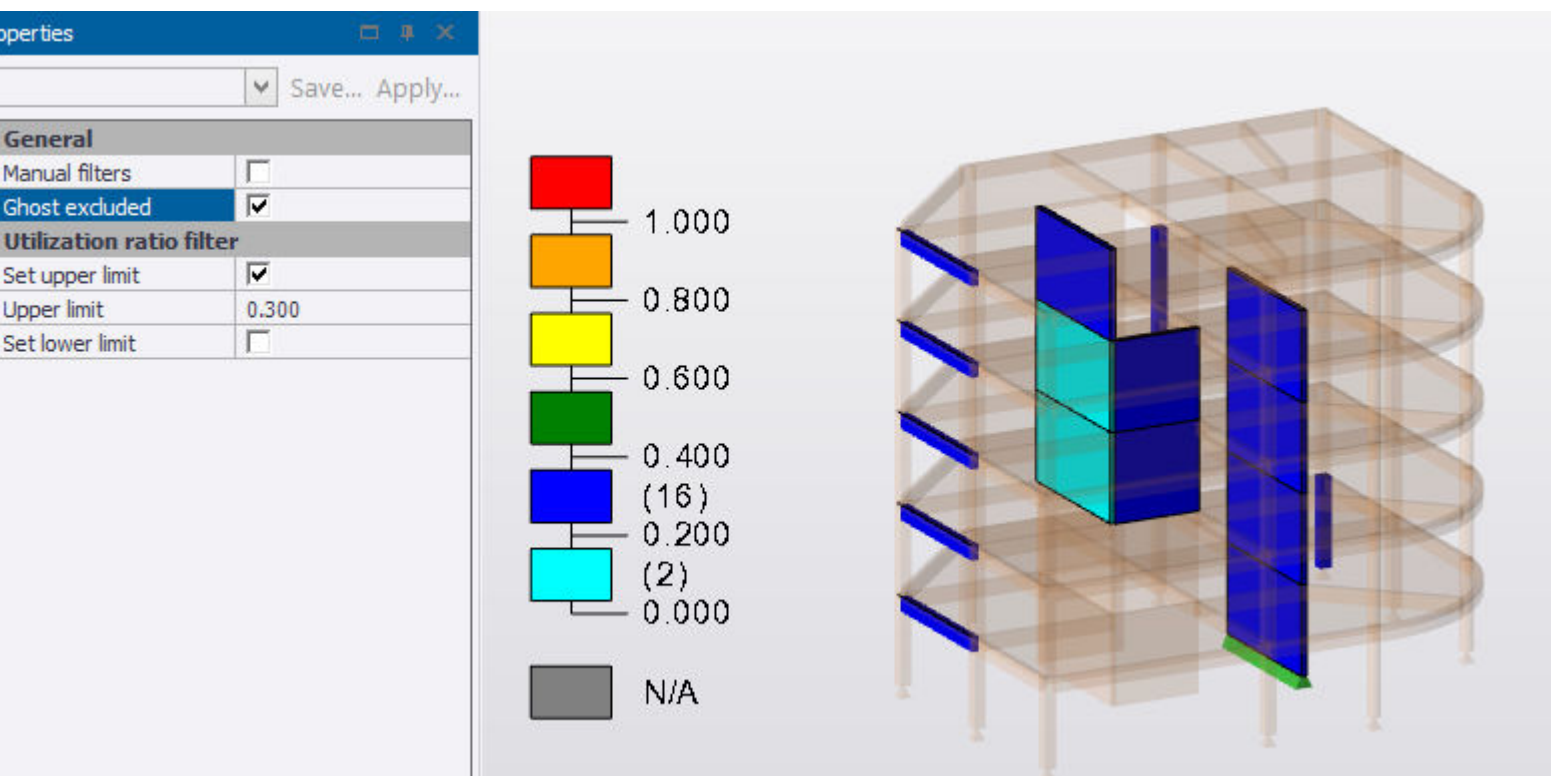 operties
Save... Apply...
General
Manual filters
Ghost excluded
Utilization ratio filter
Set upper limit
Upper limit 0.300
Set lower limit
1.000
0.800
0.600
0.400
(16)
0.200
(2)
0.000
N/A